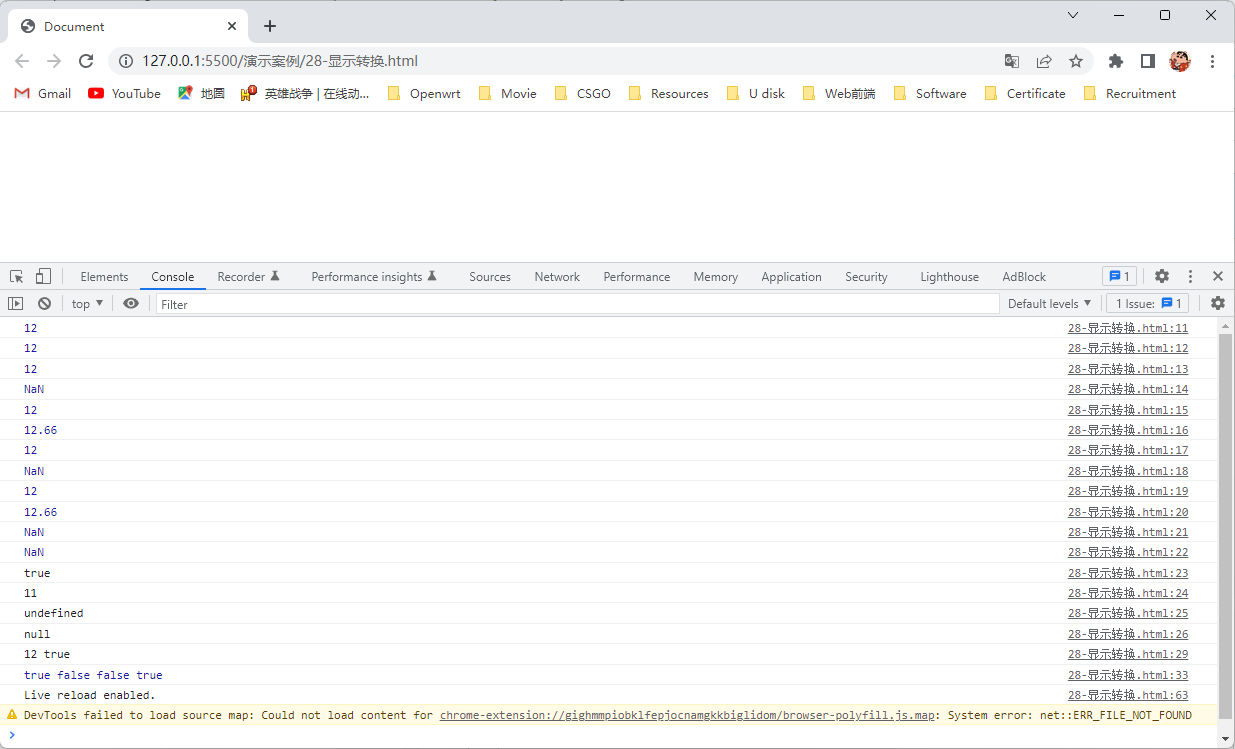 Document
127.0.0.1:5500/演示案例/28-显示转换.html
Gmail YouTube 地圖 英雄战争 | 在线动... Openwrt Movie CSGO Resources U disk Web前端 Software Certificate Recruitment
Elements Console Recorder Performance insights Sources Network Performance Memory Application Security Lighthouse AdBlock 1
top ▼ Filter Default levels ▼ 1 Issue: 1
12 28-显示转换.html:11
12 28-显示转换.html:12
12 28-显示转换.html:13
NaN 28-显示转换.html:14
12 28-显示转换.html:15
12.66 28-显示转换.html:16
12 28-显示转换.html:17
NaN 28-显示转换.html:18
12 28-显示转换.html:19
12.66 28-显示转换.html:20
NaN 28-显示转换.html:21
NaN 28-显示转换.html:22
true 28-显示转换.html:23
11 28-显示转换.html:24
undefined 28-显示转换.html:25
null 28-显示转换.html:26
12 true 28-显示转换.html:29
true false false true 28-显示转换.html:33
Live reload enabled. 28-显示转换.html:63
DevTools failed to load source map: Could not load content for chrome-extension://gighmmpiobklfepjocnamgkkbiglidom/browser-polyfill.js.map: System error: net::ERR_FILE_NOT_FOUND